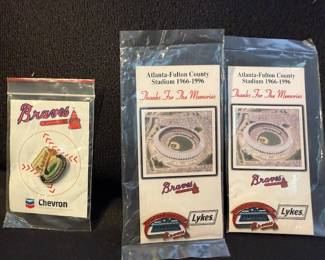 Braves
Chevron
Atlanta-Fulton County
Stadium 1966-1996
Thanks For The Memories
Braves
Lykes
Atlanta-Fulton County
Stadium 1966-1996
Thanks For The Memories
Braves
Lykes